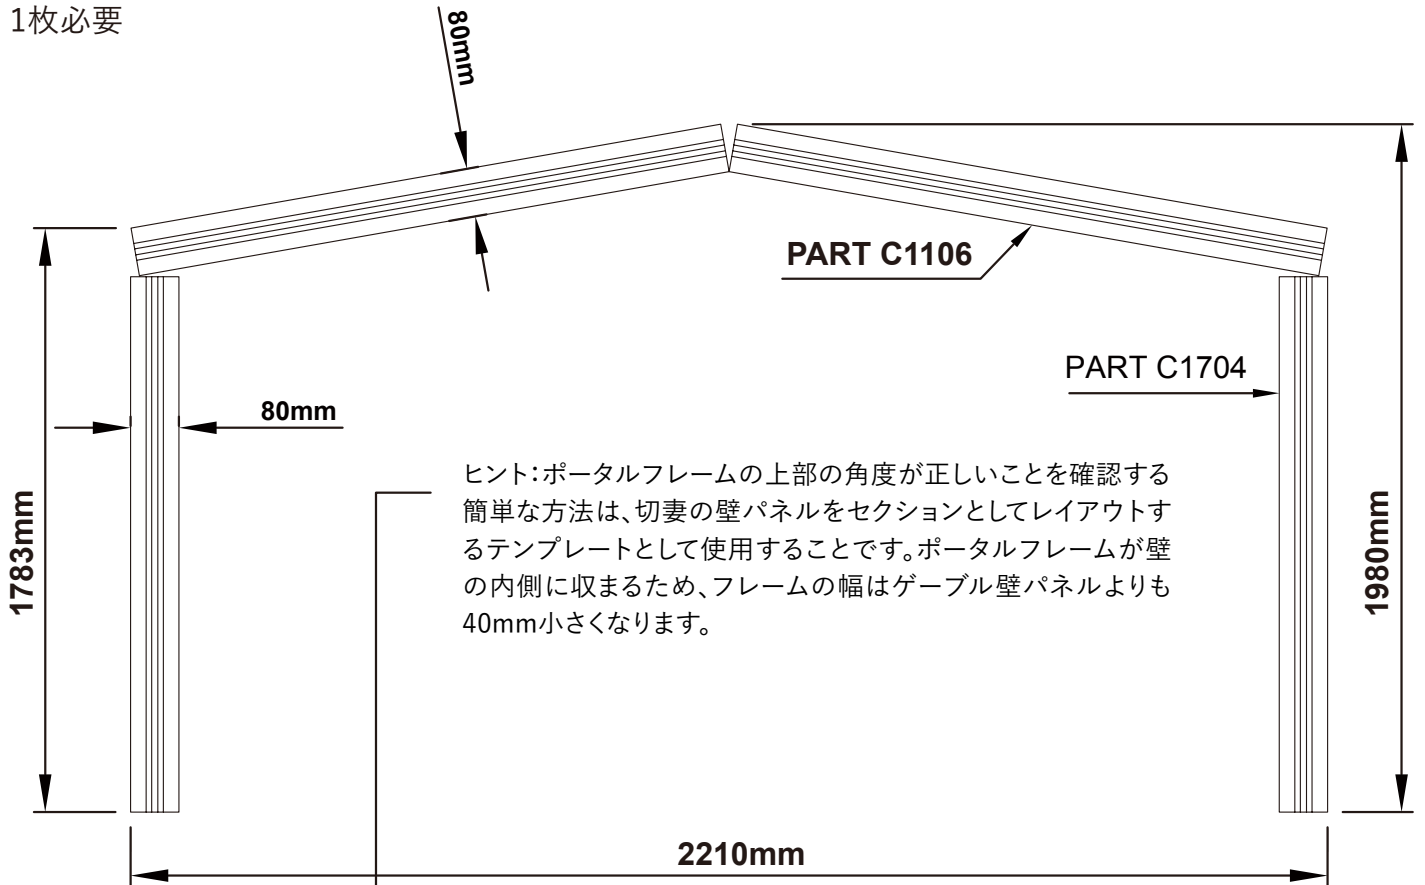 1枚必要
80mm
PART C1106
PART C1704
80mm
ヒント：ポータルフレームの上部の角度が正しいことを確認する
簡単な方法は、切妻の壁パネルをセクションとしてレイアウトす
るテンプレートとして使用することです。ポータルフレームが壁
の内側に収まるため、フレームの幅はゲーブル壁パネルよりも
40mm小さくなります。
1783mm
1980mm
2210mm